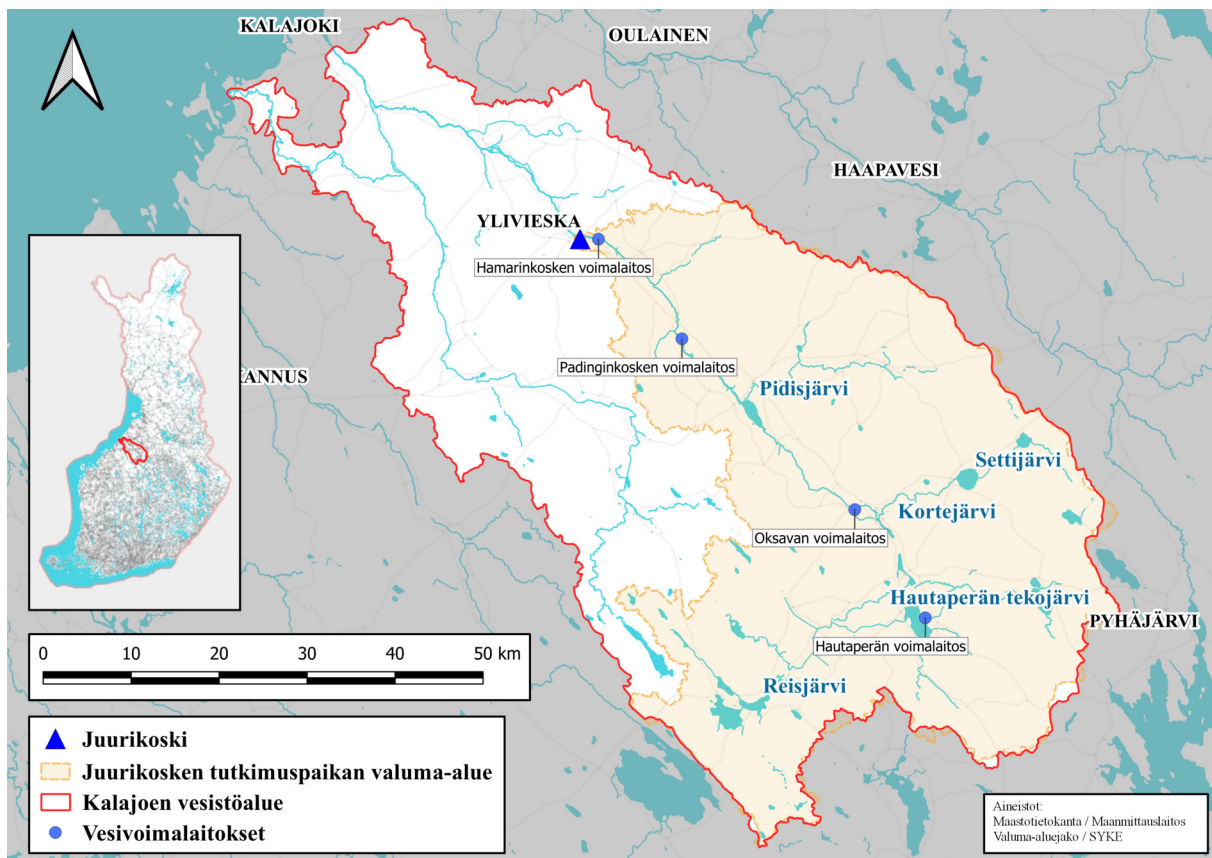 KALAJOKI
OULAINEN
HAAPAVESI
YLIVIESKA
Hamarinkosken voimalaitos
Padinginkosken voimalaitos
KANNUS
Pidisjärvi
Settijärvi
Kortejärvi
Oksavan voimalaitos
Hautaperän tekojärvi
PYHÄJÄRVI
Hautaperän voimalaitos
Reisjärvi
0 10 20 30 40 50 km
Juurikoski
Juurikosken tutkimuspaikan valuma-alue
Kalajoen vesistöalue
Vesivoimalaitokset
Aineistot:
Maastotietokanta / Maanmittauslaitos
Valuma-aluejako / SYKE